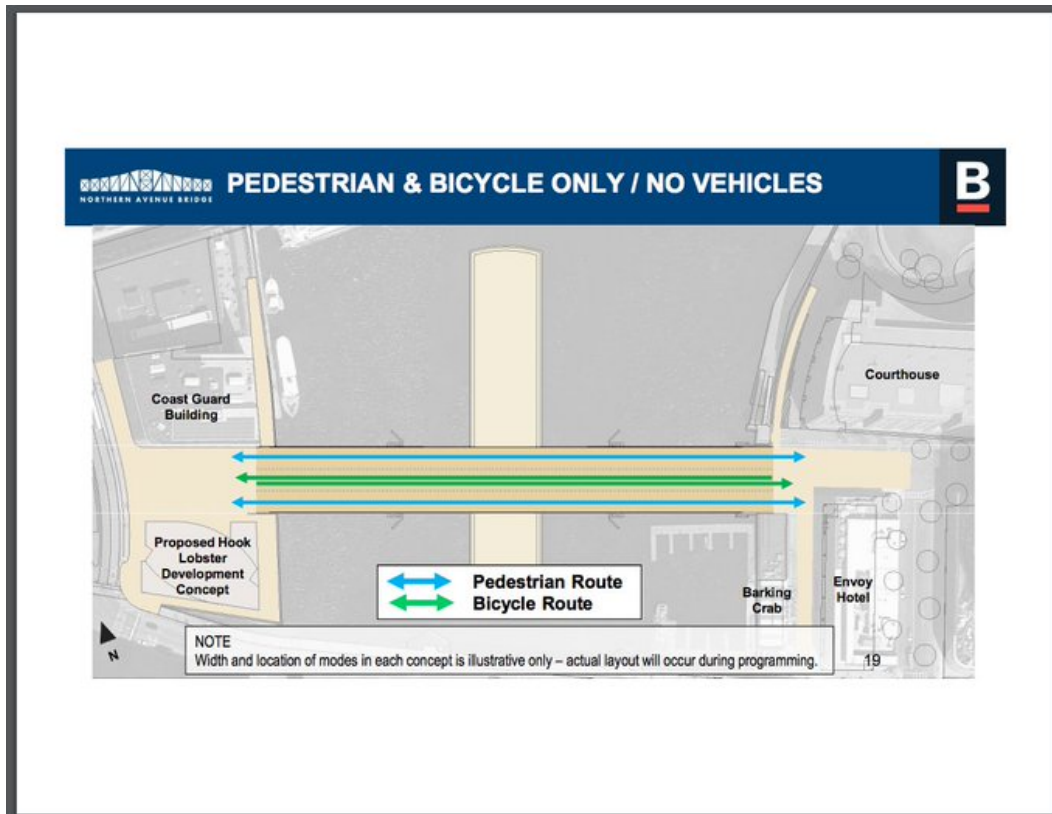 NORTHERN AVENUE BRIDGE
PEDESTRIAN & BICYCLE ONLY / NO VEHICLES
B
Coast Guard
Building
Courthouse
Proposed Hook
Lobster
Development
Concept
Pedestrian Route
Bicycle Route
Barking
Crab
Envoy
Hotel
N
NOTE
Width and location of modes in each concept is illustrative only – actual layout will occur during programming.
19